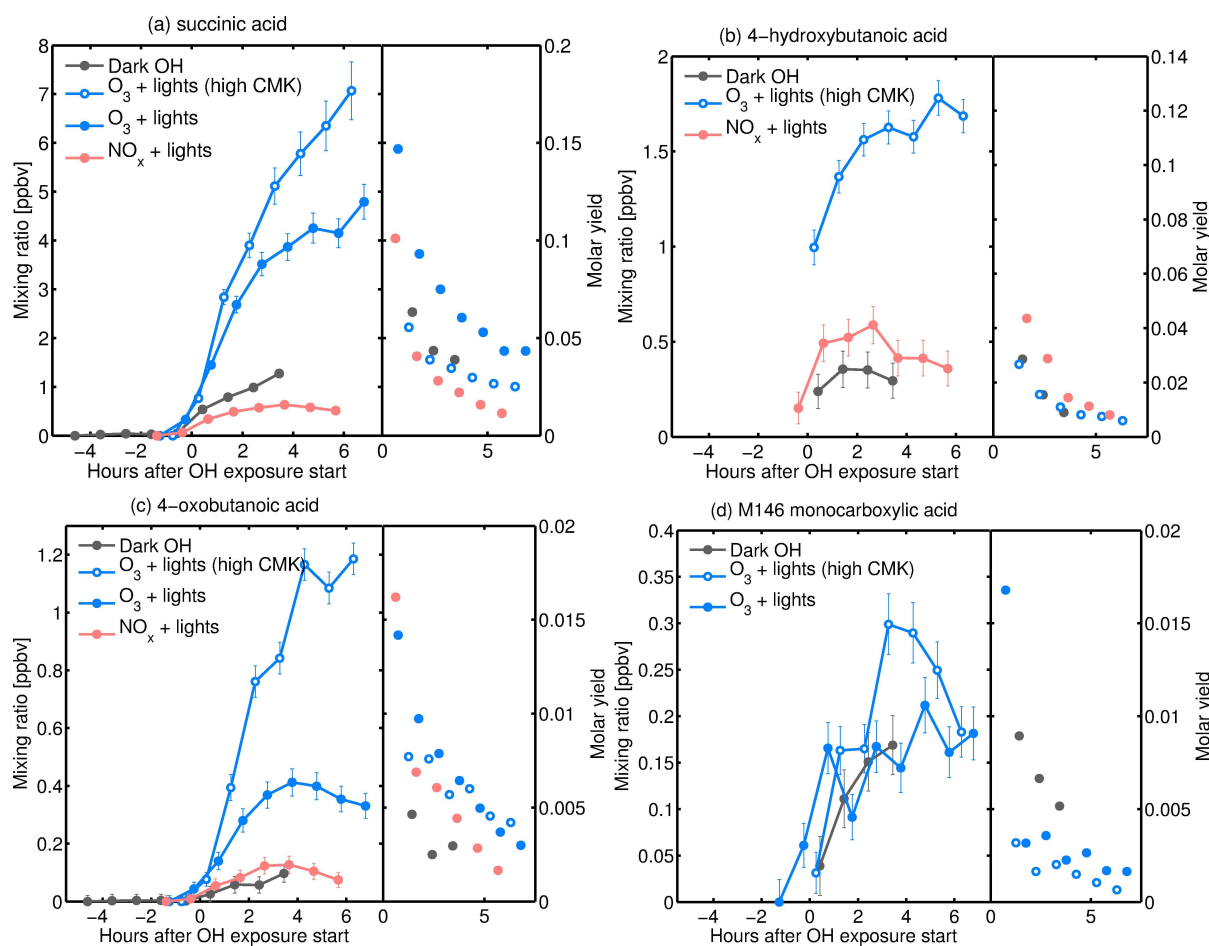 (a) succinic acid
8
7
6
5
4
3
2
1
0
Mixing ratio [ppbv]
Dark OH
O3 + lights (high CMK)
O3 + lights
NOx + lights
−4 −2 0 2 4 6
Hours after OH exposure start
0.2
0.15
0.1
0.05
0
Molar yield
5
(b) 4−hydroxybutanoic acid
2
1.5
1
0.5
0
Mixing ratio [ppbv]
Dark OH
O3 + lights (high CMK)
NOx + lights
−4 −2 0 2 4 6
Hours after OH exposure start
0.14
0.12
0.1
0.08
0.06
0.04
0.02
0
Molar yield
5
(c) 4−oxobutanoic acid
1.2
1
0.8
0.6
0.4
0.2
0
Mixing ratio [ppbv]
Dark OH
O3 + lights (high CMK)
O3 + lights
NOx + lights
−4 −2 0 2 4 6
Hours after OH exposure start
0.02
0.015
0.01
0.005
0
Molar yield
5
(d) M146 monocarboxylic acid
0.4
0.35
0.3
0.25
0.2
0.15
0.1
0.05
0
Mixing ratio [ppbv]
Dark OH
O3 + lights (high CMK)
O3 + lights
−4 −2 0 2 4 6
Hours after OH exposure start
0.02
0.015
0.01
0.005
0
Molar yield
5